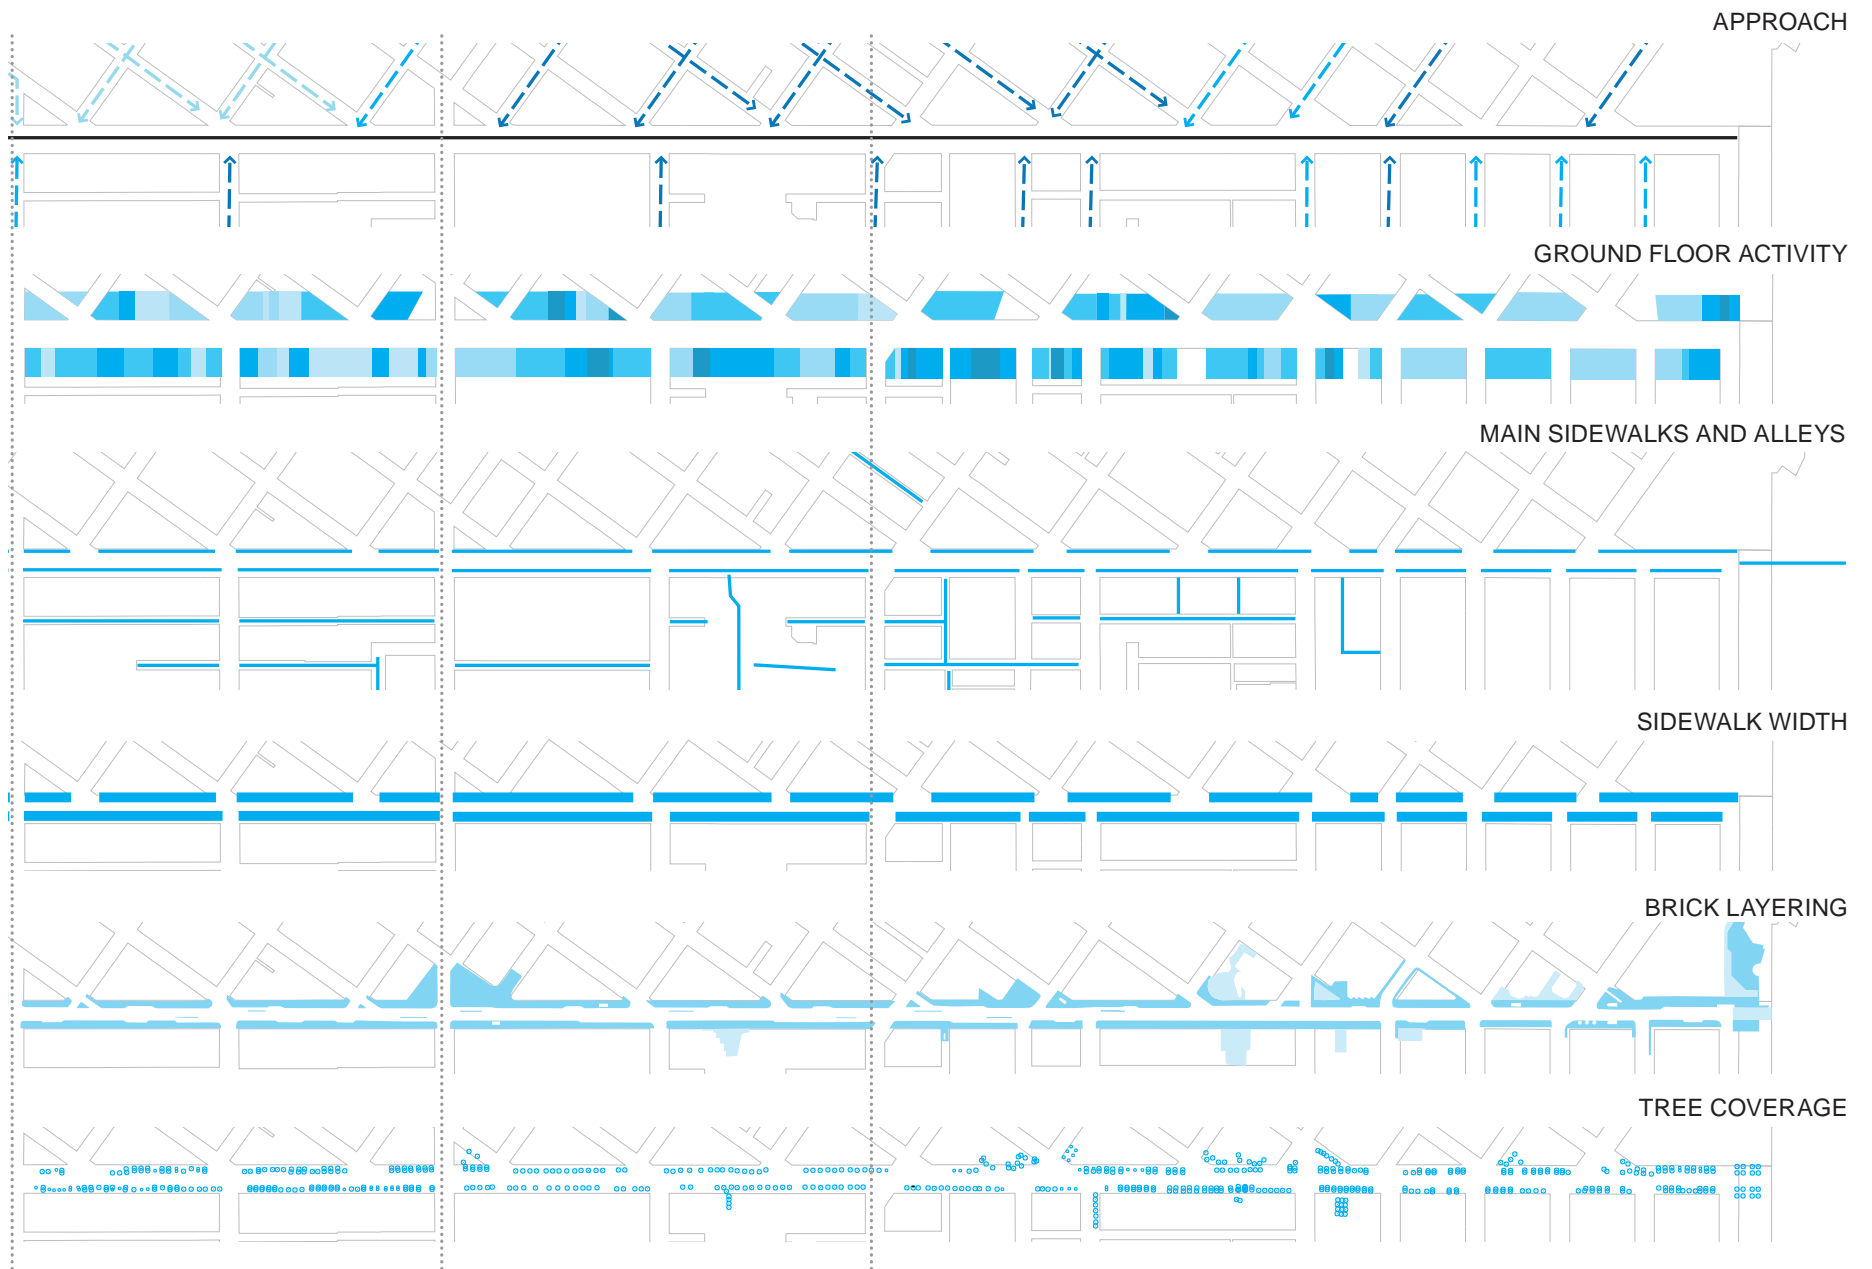 APPROACH
GROUND FLOOR ACTIVITY
MAIN SIDEWALKS AND ALLEYS
SIDEWALK WIDTH
BRICK LAYERING
TREE COVERAGE